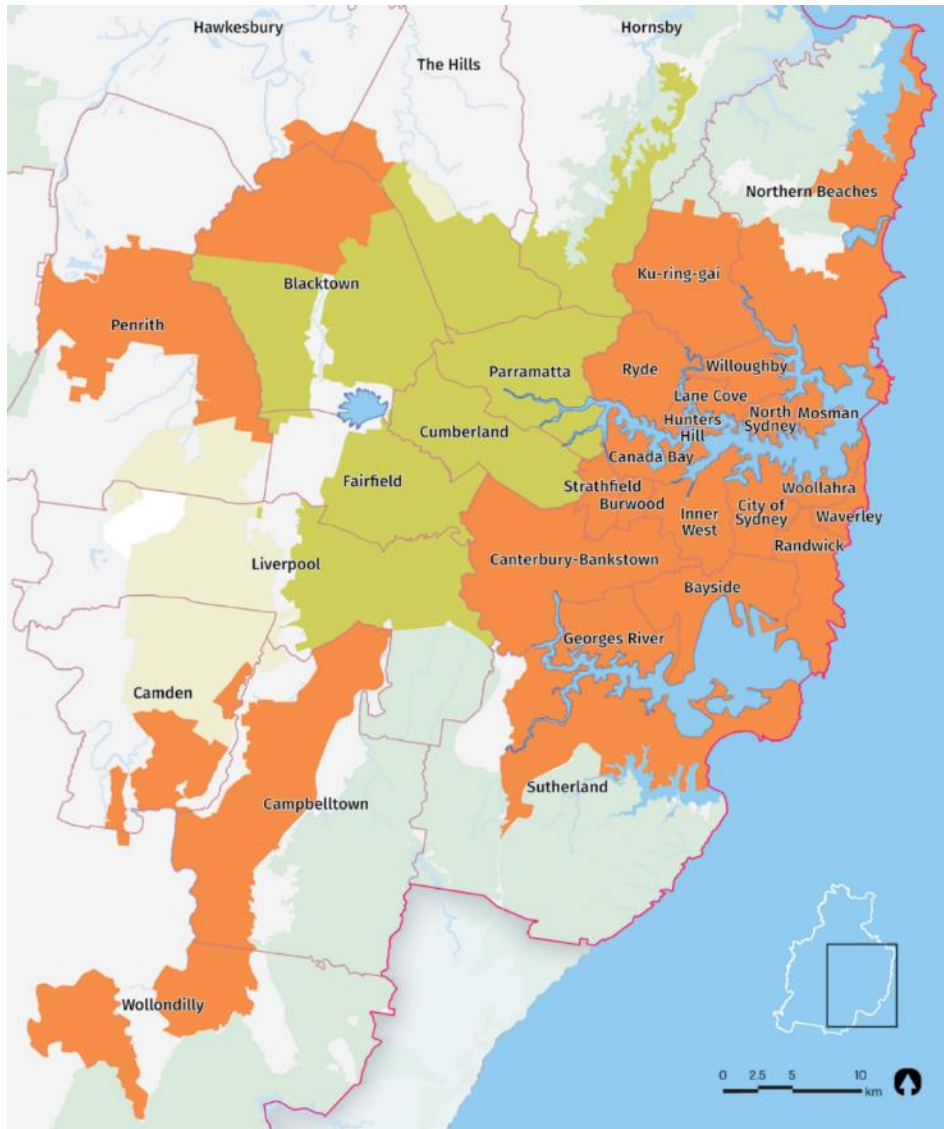 Hawkesbury
Hornsby
The Hills
Northern Beaches
Ku-ring-gai
Blacktown
Penrith
Parramatta
Ryde
Willoughby
Lane Cove
Hunters
Hill
North
Sydney
Mosman
Cumberland
Canada Bay
Fairfield
Strathfield
Burwood
Woollahra
Inner
West
City of
Sydney
Waverley
Randwick
Liverpool
Canterbury-Bankstown
Bayside
Georges River
Camden
Sutherland
Campbelltown
Wollondilly
0 2.5 5 10
km